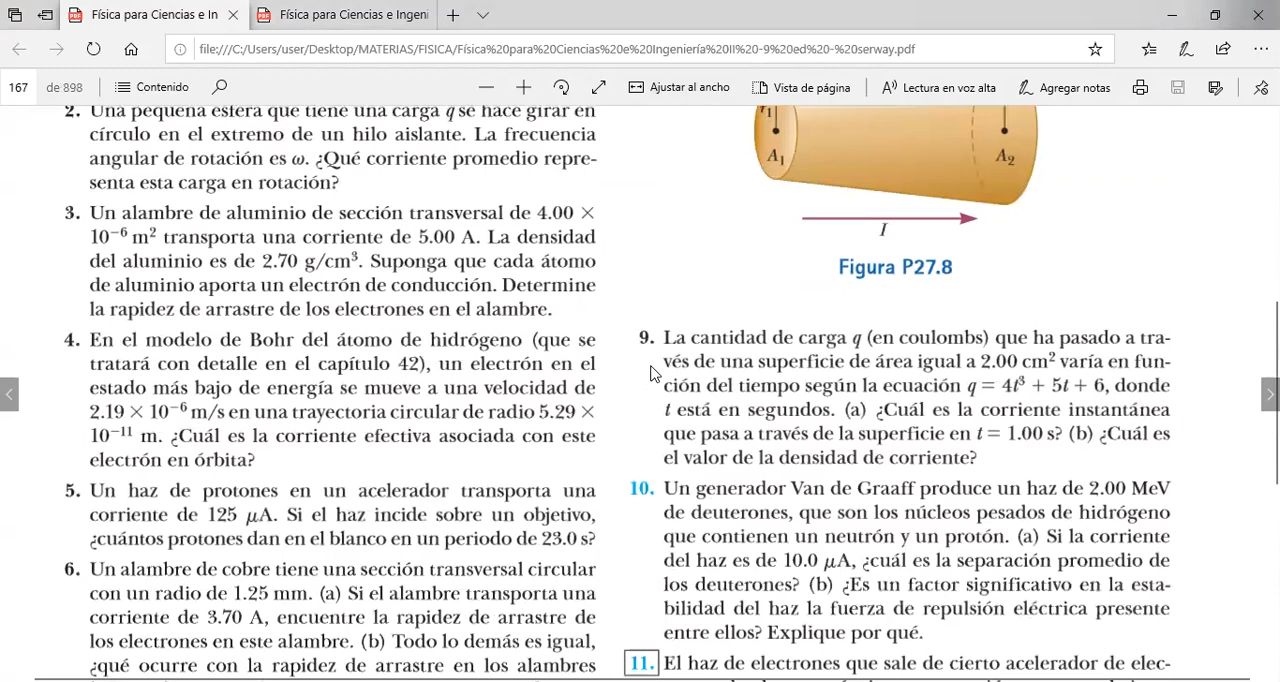 Física para Ciencias e In
Física para Ciencias e Ingeni
file:///C:/Users/user/Desktop/MATERIAS/FISICA/Física%20para%20Ciencias%20e%20Ingeniería%20II%20-9%20ed%20-%20serway.pdf
167 de 898 Contenido Ajustar al ancho Vista de página Lectura en voz alta Agregar notas
2. Una pequeña esfera que tiene una carga q se hace girar en
círculo en el extremo de un hilo aislante. La frecuencia
angular de rotación es ω. ¿Qué corriente promedio repre-
senta esta carga en rotación?
3. Un alambre de aluminio de sección transversal de 4.00 ×
10⁻⁶ m² transporta una corriente de 5.00 A. La densidad
del aluminio es de 2.70 g/cm³. Suponga que cada átomo
de aluminio aporta un electrón de conducción. Determine
la rapidez de arrastre de los electrones en el alambre.
4. En el modelo de Bohr del átomo de hidrógeno (que se
tratará con detalle en el capítulo 42), un electrón en el
estado más bajo de energía se mueve a una velocidad de
2.19 × 10⁻⁶ m/s en una trayectoria circular de radio 5.29 ×
10⁻¹¹ m. ¿Cuál es la corriente efectiva asociada con este
electrón en órbita?
5. Un haz de protones en un acelerador transporta una
corriente de 125 μA. Si el haz incide sobre un objetivo,
¿cuántos protones dan en el blanco en un periodo de 23.0 s?
6. Un alambre de cobre tiene una sección transversal circular
con un radio de 1.25 mm. (a) Si el alambre transporta una
corriente de 3.70 A, encuentre la rapidez de arrastre de
los electrones en este alambre. (b) Todo lo demás es igual,
¿qué ocurre con la rapidez de arrastre en los alambres
r₁
A₁
A₂
I
Figura P27.8
9. La cantidad de carga q (en coulombs) que ha pasado a tra-
vés de una superficie de área igual a 2.00 cm² varía en fun-
ción del tiempo según la ecuación q = 4t³ + 5t + 6, donde
t está en segundos. (a) ¿Cuál es la corriente instantánea
que pasa a través de la superficie en t = 1.00 s? (b) ¿Cuál es
el valor de la densidad de corriente?
10. Un generador Van de Graaff produce un haz de 2.00 MeV
de deuterones, que son los núcleos pesados de hidrógeno
que contienen un neutrón y un protón. (a) Si la corriente
del haz es de 10.0 μA, ¿cuál es la separación promedio de
los deuterones? (b) ¿Es un factor significativo en la esta-
bilidad del haz la fuerza de repulsión eléctrica presente
entre ellos? Explique por qué.
11. El haz de electrones que sale de cierto acelerador de elec-